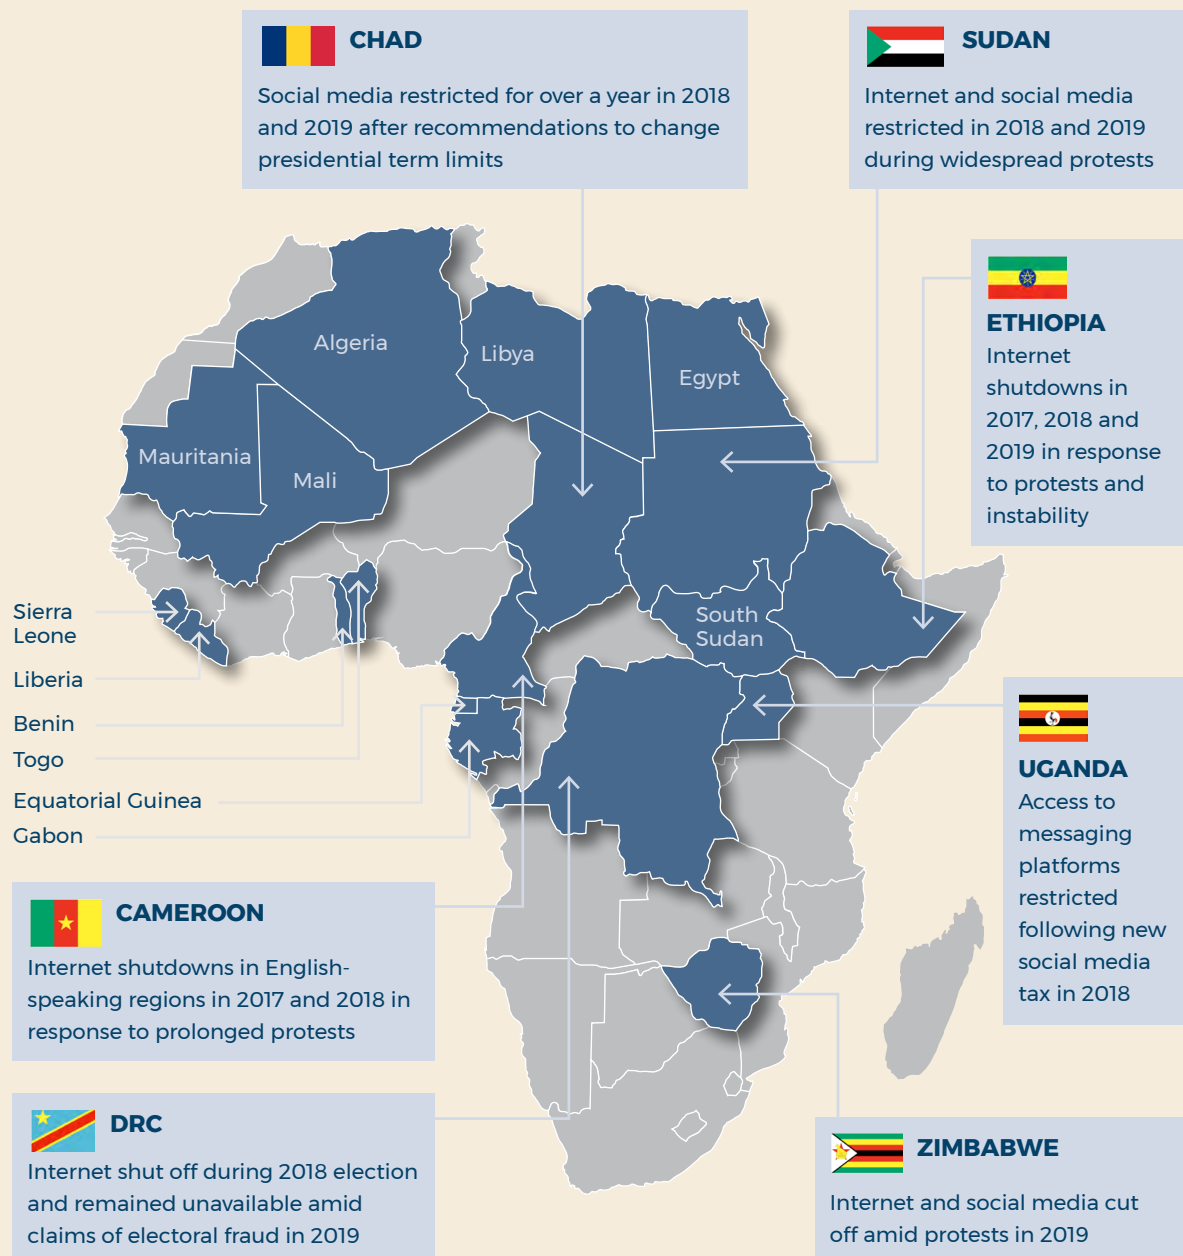 CHAD
Social media restricted for over a year in 2018
and 2019 after recommendations to change
presidential term limits
SUDAN
Internet and social media
restricted in 2018 and 2019
during widespread protests
ETHIOPIA
Internet
shutdowns in
2017, 2018 and
2019 in response
to protests and
instability
Algeria
Libya
Egypt
Mauritania
Mali
South
Sudan
Sierra
Leone
Liberia
Benin
Togo
Equatorial Guinea
Gabon
UGANDA
Access to
messaging
platforms
restricted
following new
social media
tax in 2018
CAMEROON
Internet shutdowns in English-
speaking regions in 2017 and 2018 in
response to prolonged protests
DRC
Internet shut off during 2018 election
and remained unavailable amid
claims of electoral fraud in 2019
ZIMBABWE
Internet and social media cut
off amid protests in 2019